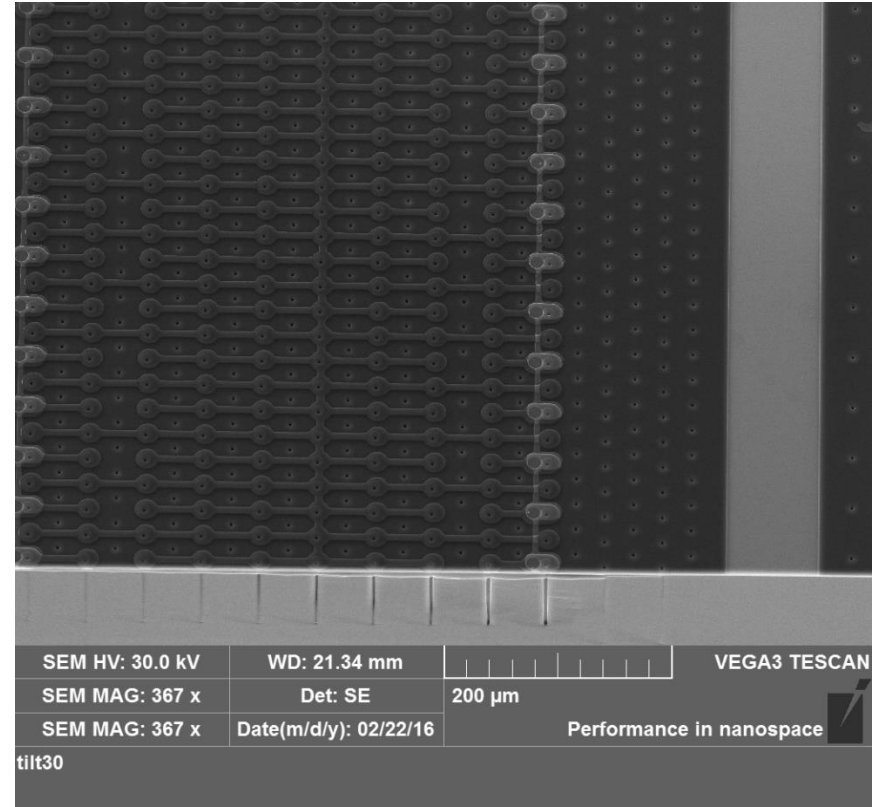 SEM HV: 30.0 kV WD: 21.34 mm VEGA3 TESCAN
SEM MAG: 367 x Det: SE 200 µm
SEM MAG: 367 x Date(m/d/y): 02/22/16 Performance in nanospace
tilt30